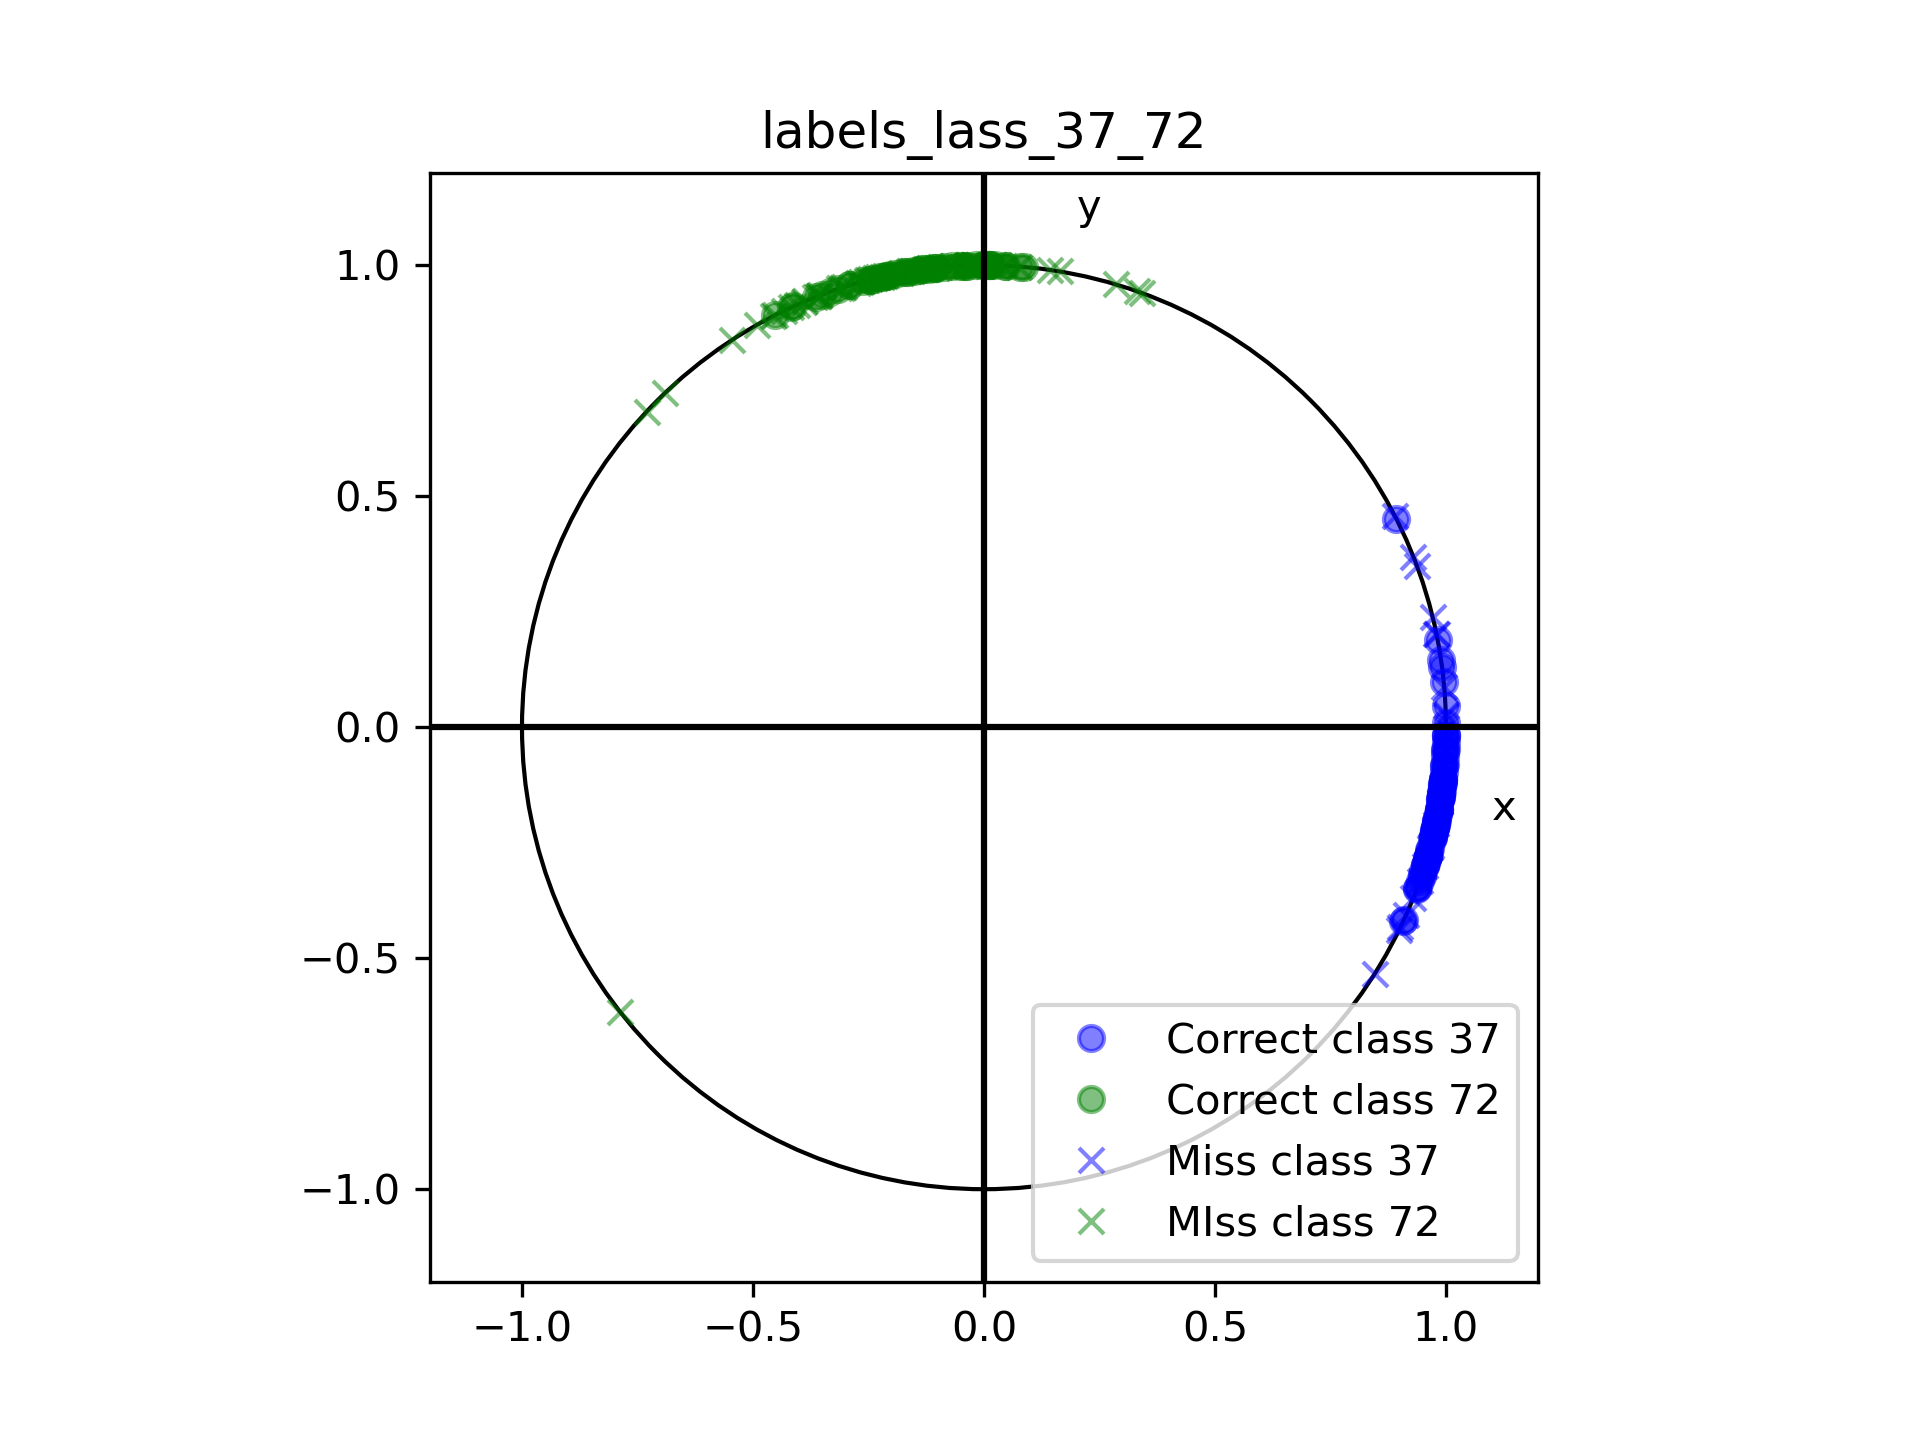 labels_lass_37_72
y
1.0
0.5
0.0
x
−0.5
−1.0
Correct class 37
Correct class 72
Miss class 37
MIss class 72
−1.0 −0.5 0.0 0.5 1.0